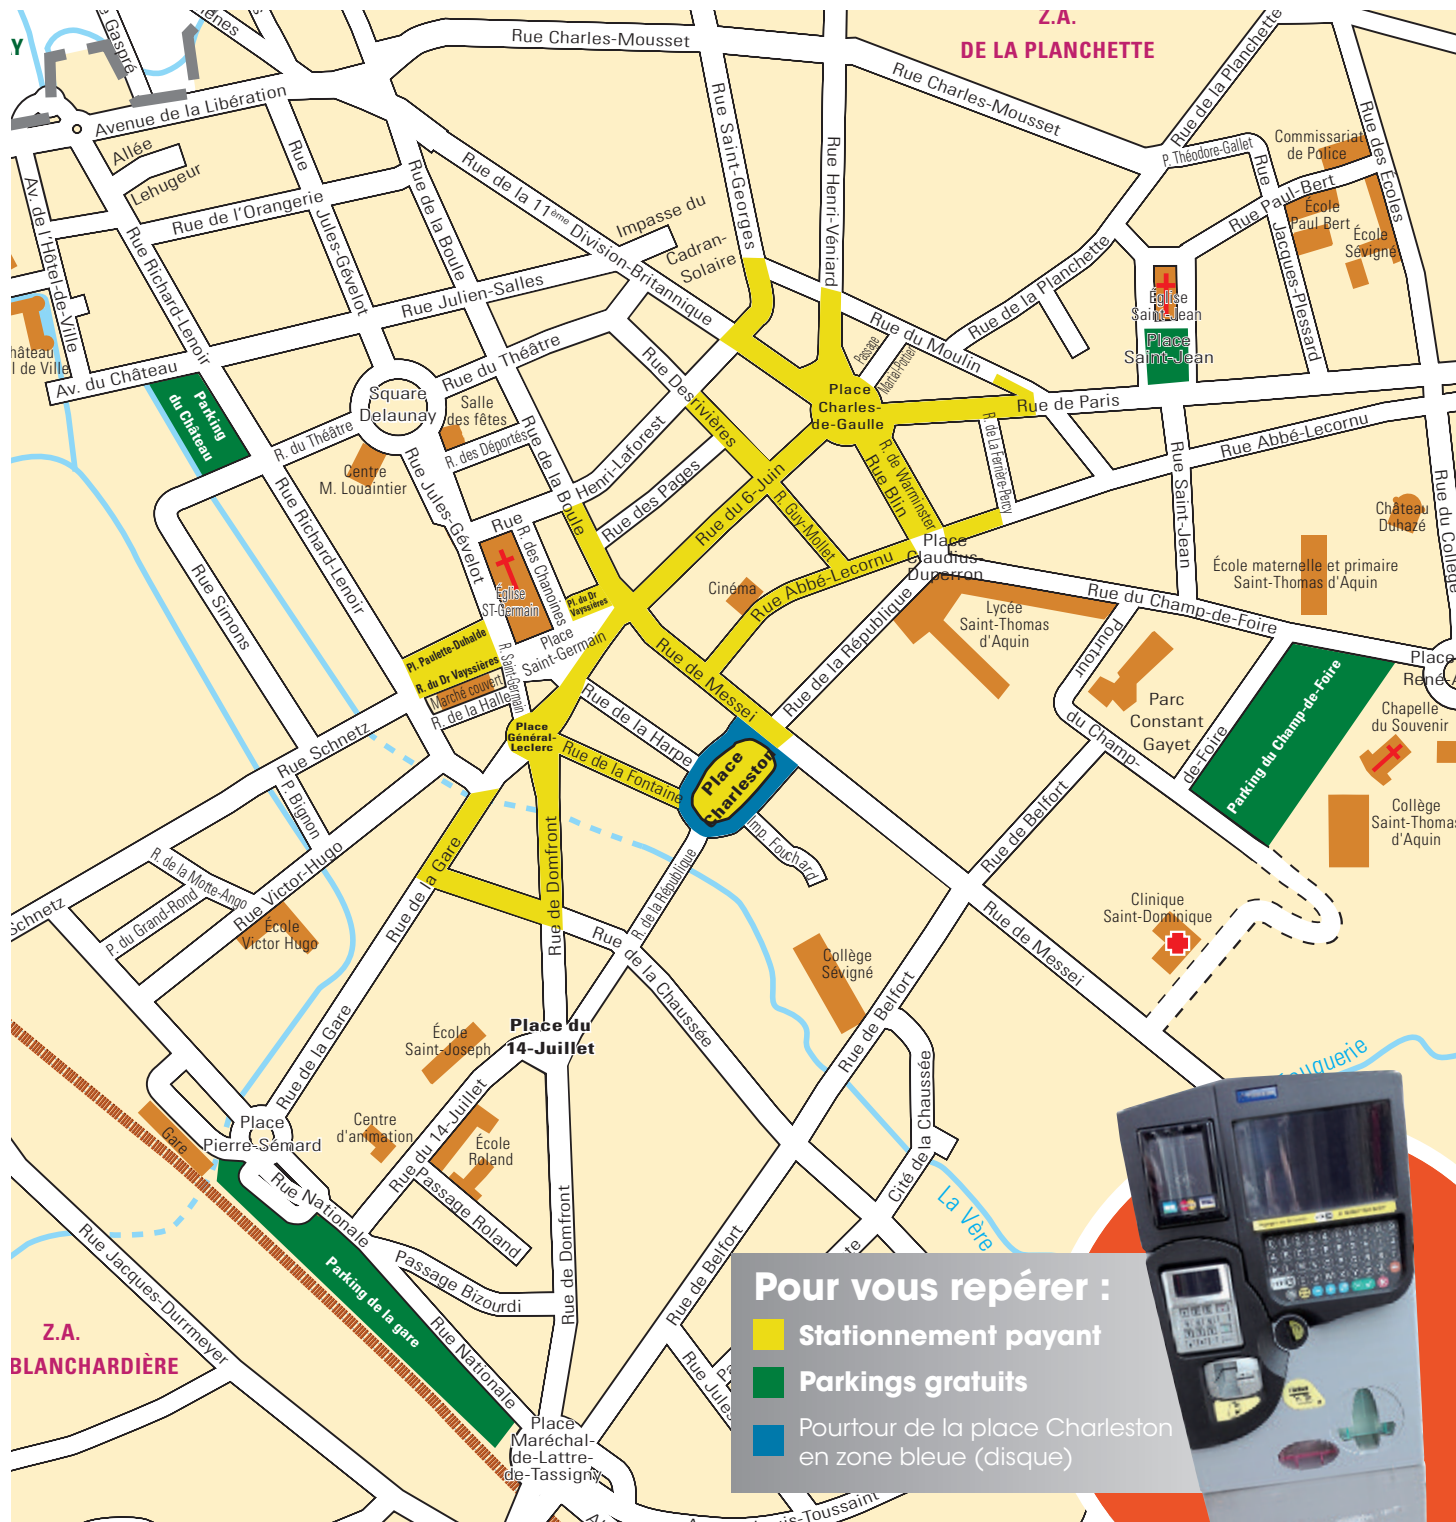 Z.A.
DE LA PLANCHETTE
Rue Charles-Mousset
Rue Charles-Mousset
Rue de la Planchette
Gaspré
Avenue de la Libération
Allée
Lehugeur
Rue de l'Orangerie
Rue
Jules-Gévelot
Rue de la Boule
Rue de la 11ème Division-Britannique
Impasse du
Cadran-
Solaire
Rue Saint-Georges
Rue Henri-Véniard
P. Théodore-Gallet
Commissariat
de Police
Rue des Écoles
Rue Paul-Bert
École
Paul Bert
École
Sévigné
Rue
Jacques-Plessard
Av. de l'Hôtel-de-Ville
Rue Richard-Lenoir
Rue Julien-Salles
Rue de la Planchette
Église
Saint-Jean
Place
Saint-Jean
Rue du Moulin
Passage
Martel-Pottier
l de Ville
Av. du Château
Parking
du Château
Square
Delaunay
Rue du Théâtre
R. du Théâtre
Salle
des fêtes
R. des Déportés
Centre
M. Louaintier
Rue Desrivières
Place
Charles-
de-Gaulle
Rue de Paris
Rue Abbé-Lecornu
R. de La Ferrière-Percy
R. de Warminster
Rue Blin
Rue Henri-Laforest
Rue des Pages
Rue du 6-Juin
R. Guy-Mollet
Rue de la Boule
Rue Jules-Gévelot
Rue Richard-Lenoir
Rue Simons
Rue Saint-Jean
Château
Duhazé
Rue du Collège
École maternelle et primaire
Saint-Thomas d'Aquin
Place
Claudius-
Duperron
Rue Abbé-Lecornu
Cinéma
R. des Chanoines
Église
ST-Germain
Pl. du Dr
Vayssières
Place
Saint-Germain
R. Saint-Germain
Pl. Paulette-Duhalde
R. du Dr Vayssières
Marché couvert
R. de la Halle
Rue du Champ-de-Foire
Lycée
Saint-Thomas
d'Aquin
Rue de la République
Rue de Messei
Pourtour
du Champ-
de-Foire
Parc
Constant
Gayet
Parking du Champ-de-Foire
Place
Chapelle
du Souvenir
Collège
Saint-Thomas
d'Aquin
Rue Schnetz
P. Bignon
Place
Général-
Leclerc
Rue de la Harpe
Rue de la Fontaine
Place
Charleston
Imp. Fouchard
R. de la République
Rue de Domfront
Rue de la Gare
R. de la Motte-Ango
P. du Grand-Rond
Rue Victor-Hugo
École
Victor Hugo
Schnetz
Rue de Belfort
Clinique
Saint-Dominique
Rue de Messei
Collège
Sévigné
Rue de la Chaussée
Rue de Belfort
Rue de la Gare
École
Saint-Joseph
Place du
14-Juillet
Cité de la Chaussée
Place
Pierre-Sémard
Gare
Centre
d'animation
Rue du 14-Juillet
École
Roland
Passage Roland
Rue Nationale
Passage Bizourdi
Parking de la gare
Rue Nationale
Rue de Domfront
Rue de Belfort
La Vère
Rue Jacques-Durrmeyer
Z.A.
BLANCHARDIÈRE
Place
Maréchal-
de-Lattre-
de-Tassigny
Rue Jules
Pour vous repérer :
Stationnement payant
Parkings gratuits
Pourtour de la place Charleston
en zone bleue (disque)